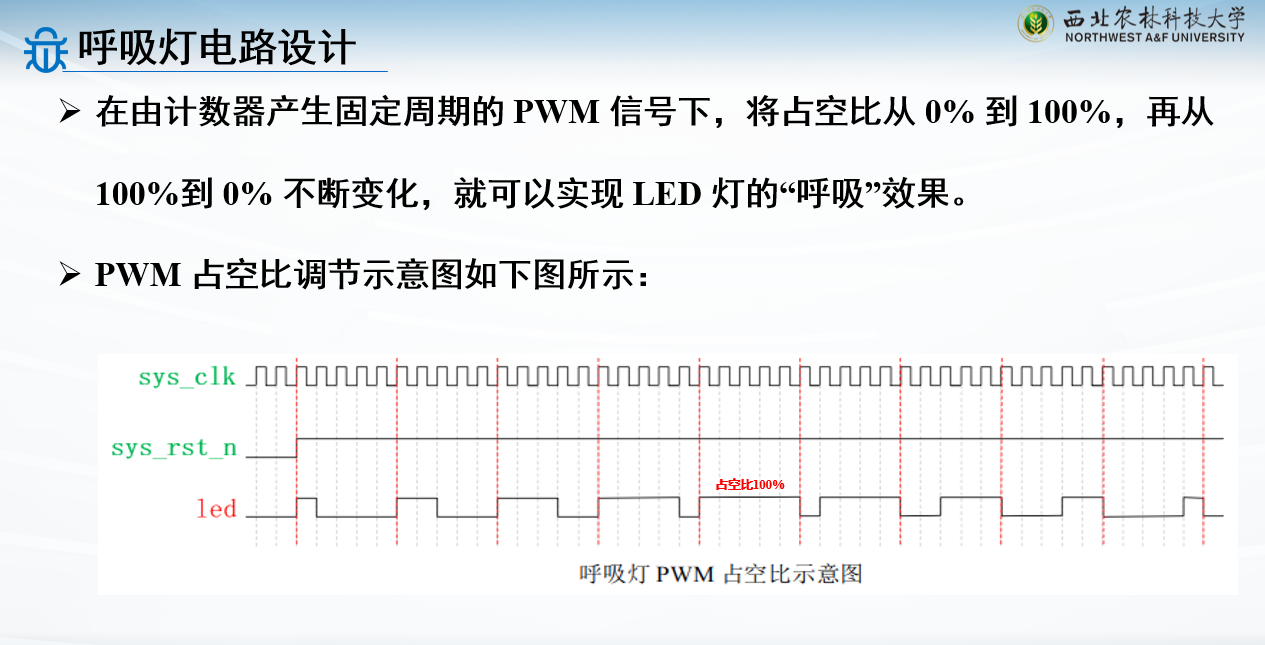 西北农林科技大学
NORTHWEST A&F UNIVERSITY
呼吸灯电路设计
在由计数器产生固定周期的 PWM 信号下，将占空比从 0% 到 100%，再从
100%到 0% 不断变化，就可以实现 LED 灯的“呼吸”效果。
PWM 占空比调节示意图如下图所示：
sys_clk
sys_rst_n
占空比100%
led
呼吸灯 PWM 占空比示意图